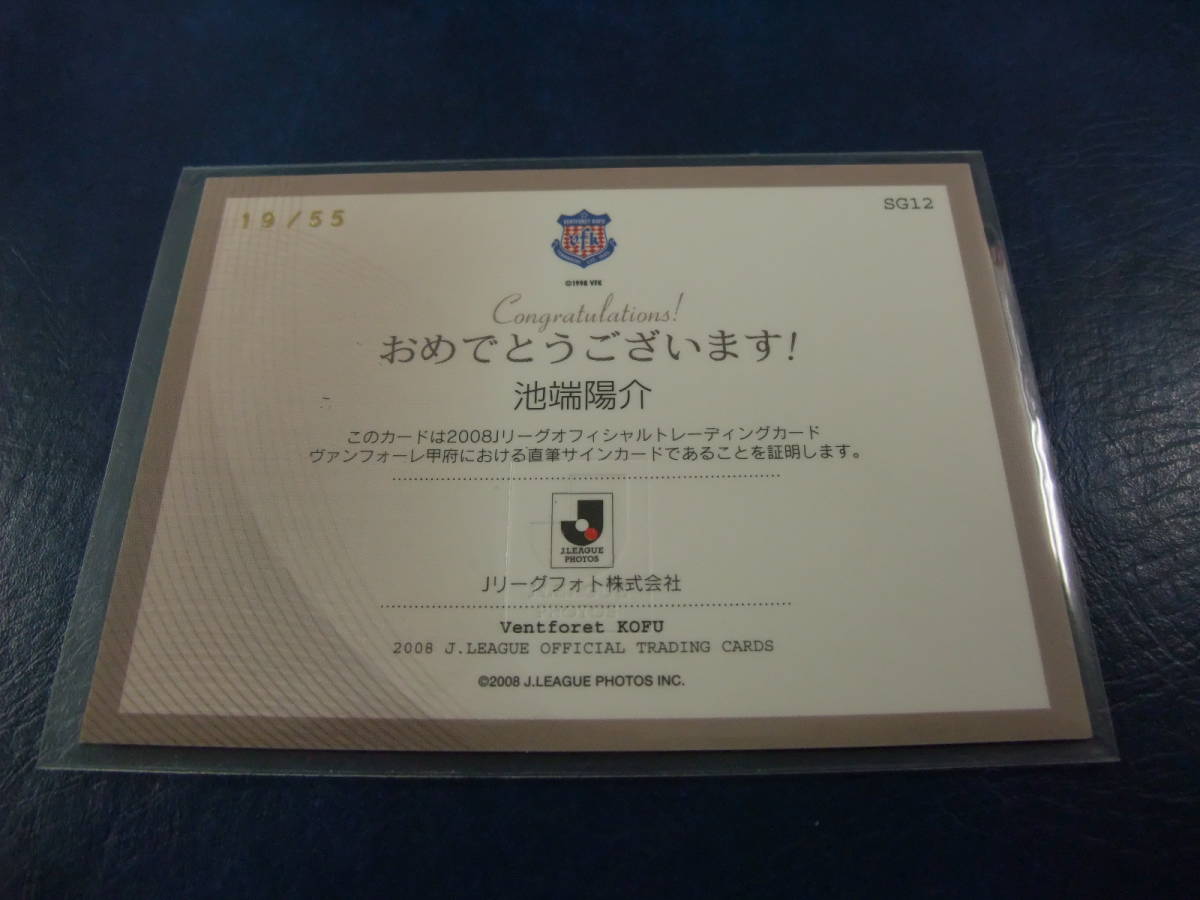 19/55
SG12
VENTFORET KOFU
vfk
©1998 VFK
Congratulations!
おめでとうございます!
池端陽介
このカードは2008Jリーグオフィシャルトレーディングカード
ヴァンフォーレ甲府における直筆サインカードであることを証明します。
J.LEAGUE
PHOTOS
Jリーグフォト株式会社
Ventforet KOFU
2008 J.LEAGUE OFFICIAL TRADING CARDS
©2008 J.LEAGUE PHOTOS INC.